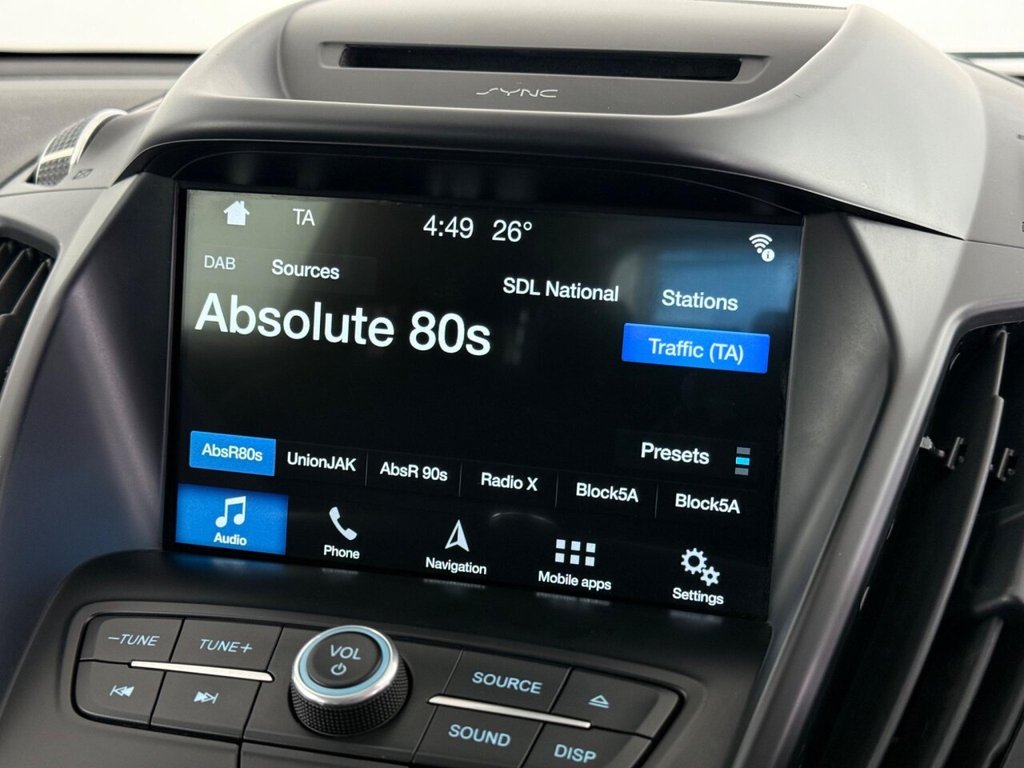 SYNC
TA 4:49 26°
DAB Sources
SDL National Stations
Absolute 80s
Traffic (TA)
Presets
AbsR80s UnionJAK AbsR 90s Radio X Block5A Block5A
Audio Phone Navigation Mobile apps Settings
–TUNE TUNE+ VOL SOURCE
SOUND DISP